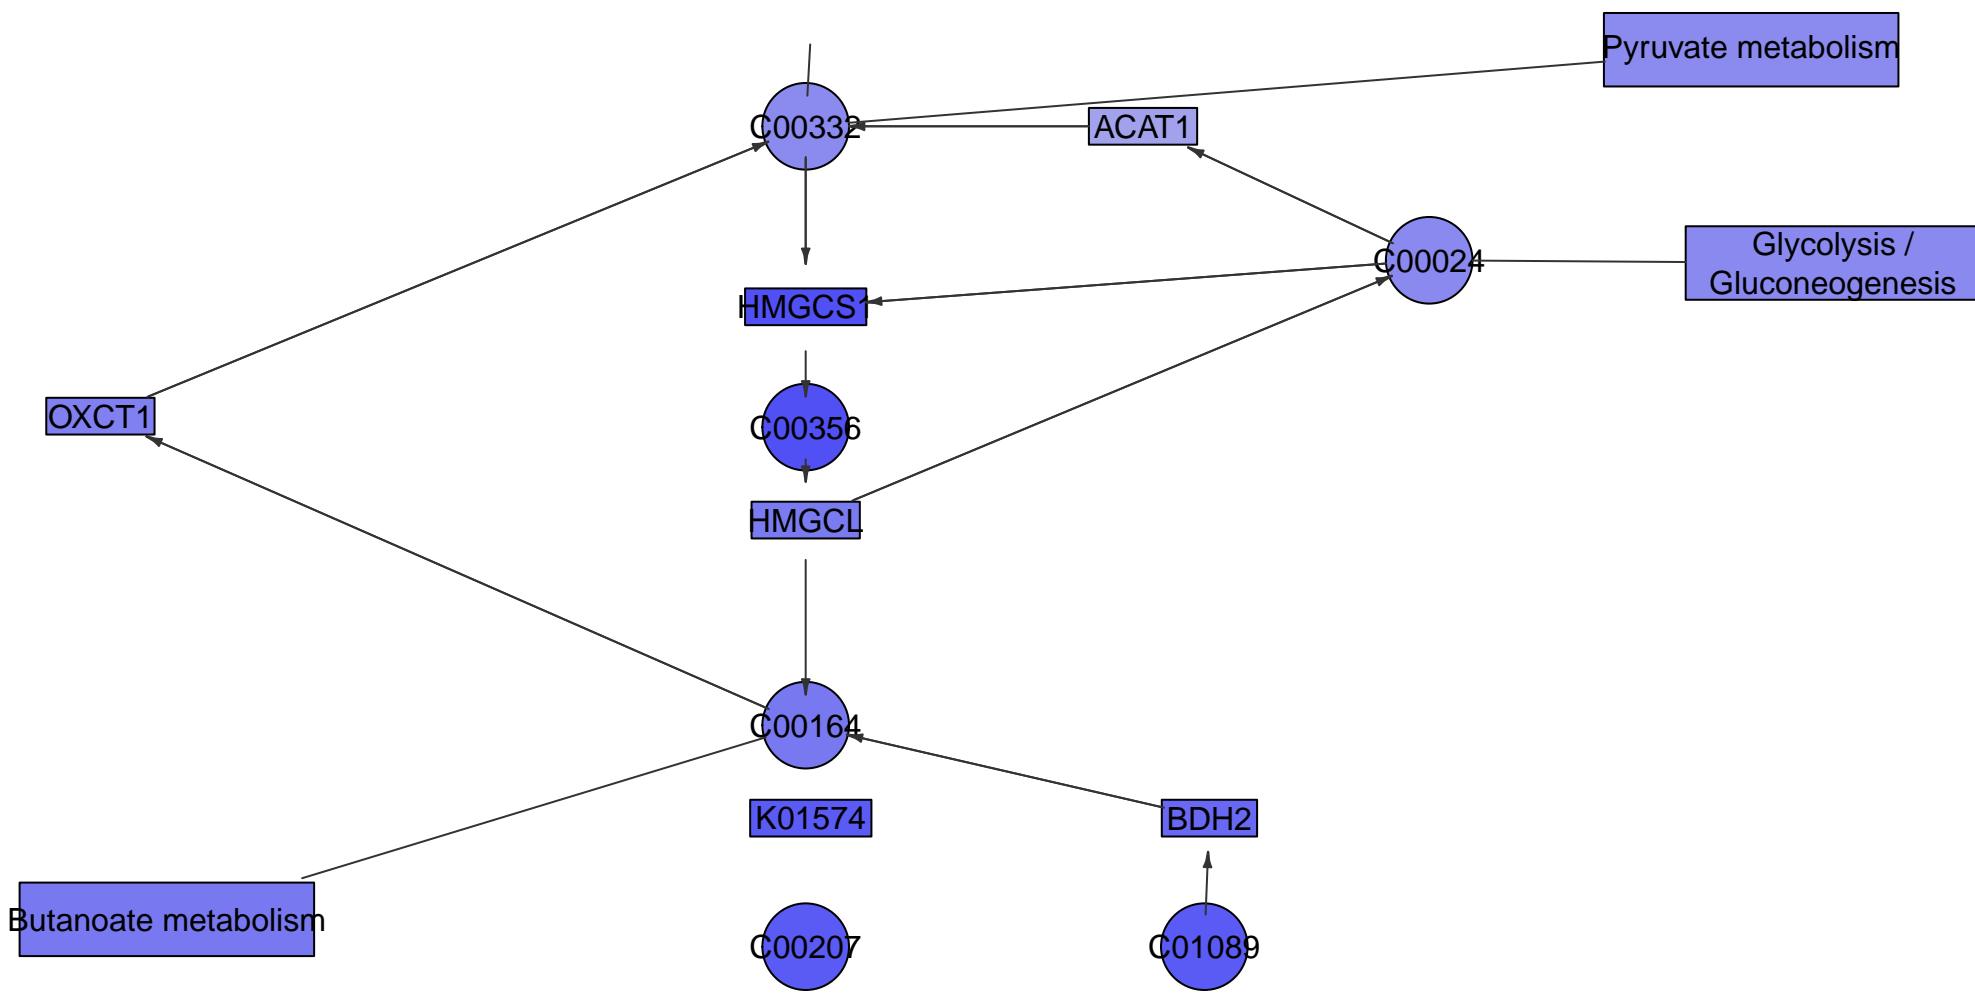 Pyruvate metabolism
C00332
ACAT1
Glycolysis /
Gluconeogenesis
C00024
HMGCS1
OXCT1
C00356
HMGCL
C00164
K01574
BDH2
Butanoate metabolism
C00207
C01089